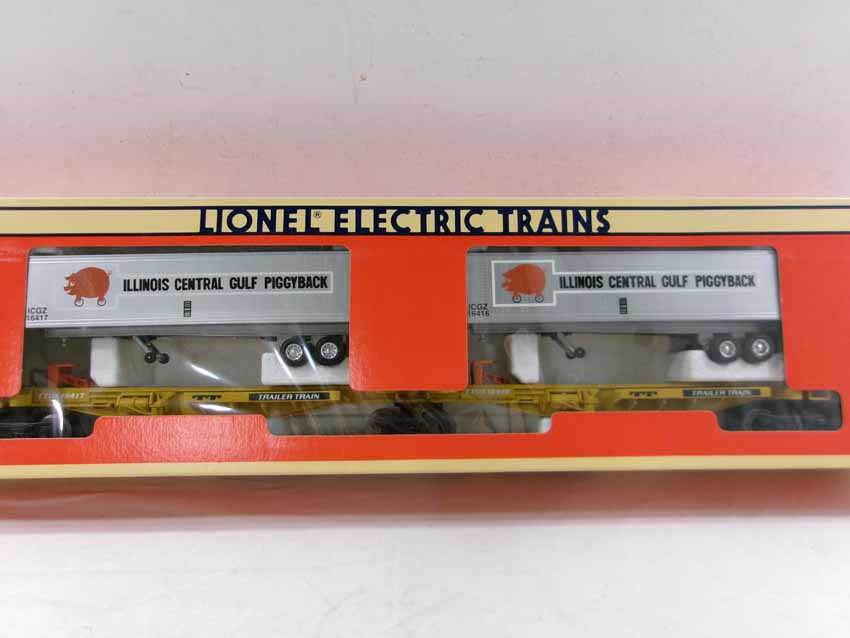 LIONEL® ELECTRIC TRAINS
ILLINOIS CENTRAL GULF PIGGYBACK
ICGZ
16417
ILLINOIS CENTRAL GULF PIGGYBACK
ICGZ
16416
TRAILER TRAIN
TRAILER TRAIN